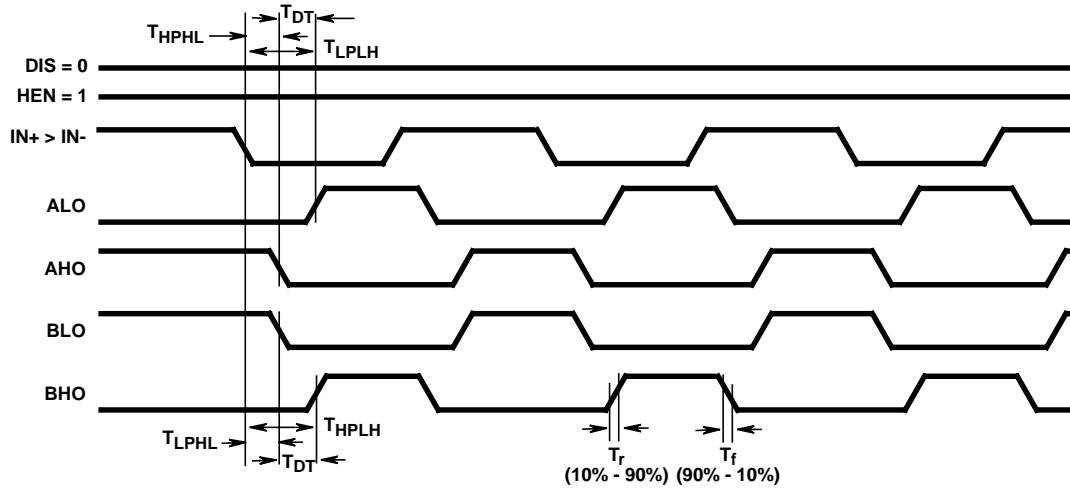 T_DT
T_HPHL
T_LPLH
DIS = 0
HEN = 1
IN+ > IN-
ALO
AHO
BLO
BHO
T_HPLH
T_LPHL
T_DT
T_r T_f
(10% - 90%) (90% - 10%)